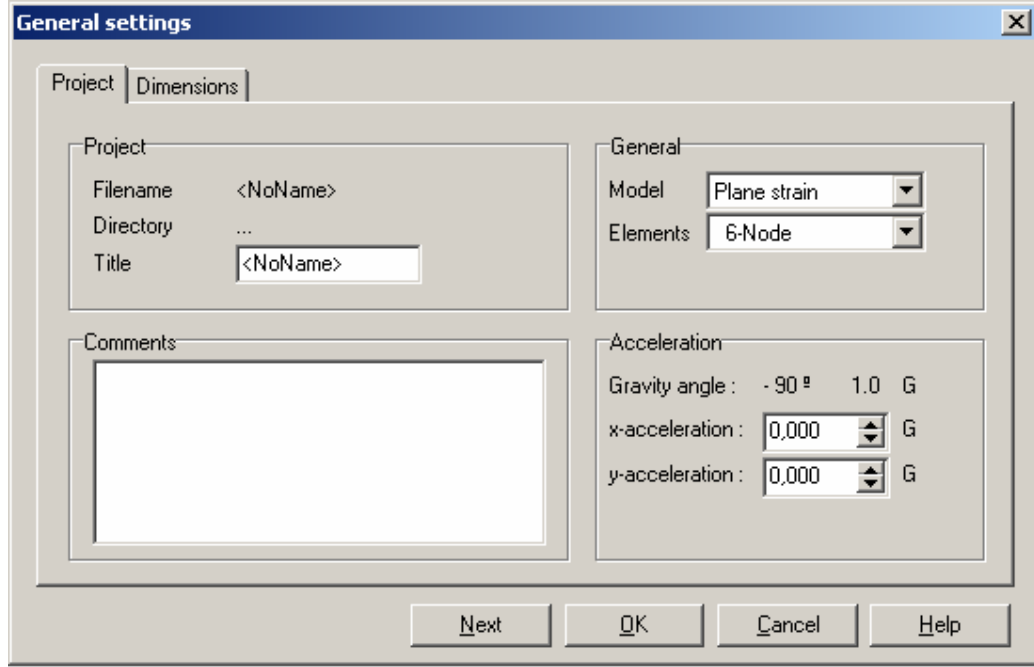 General settings
Project
Dimensions
Project
Filename <NoName>
Directory ...
Title <NoName>
General
Model Plane strain
Elements 6-Node
Comments
Acceleration
Gravity angle : - 90 º 1.0 G
x-acceleration : 0,000 G
y-acceleration : 0,000 G
Next
OK
Cancel
Help